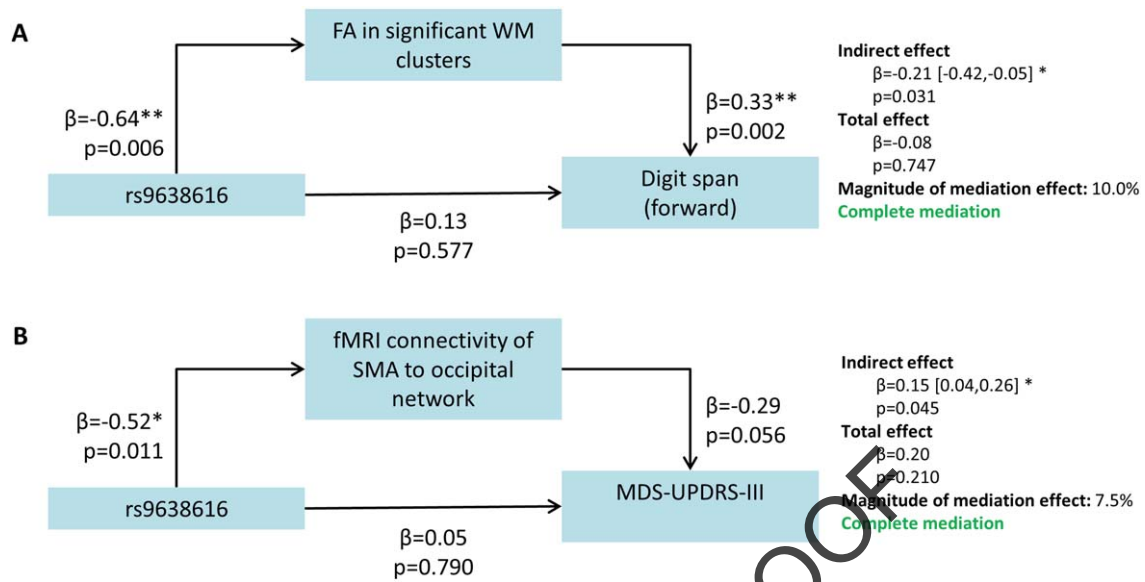 A
FA in significant WM
clusters
β=-0.64**
p=0.006
β=0.33**
p=0.002
rs9638616
β=0.13
p=0.577
Digit span
(forward)
Indirect effect
β=-0.21 [-0.42,-0.05] *
p=0.031
Total effect
β=-0.08
p=0.747
Magnitude of mediation effect: 10.0%
Complete mediation
B
fMRI connectivity of
SMA to occipital
network
β=-0.52*
p=0.011
β=-0.29
p=0.056
rs9638616
β=0.05
p=0.790
MDS-UPDRS-III
Indirect effect
β=0.15 [0.04,0.26] *
p=0.045
Total effect
β=0.20
p=0.210
Magnitude of mediation effect: 7.5%
Complete mediation
OOF